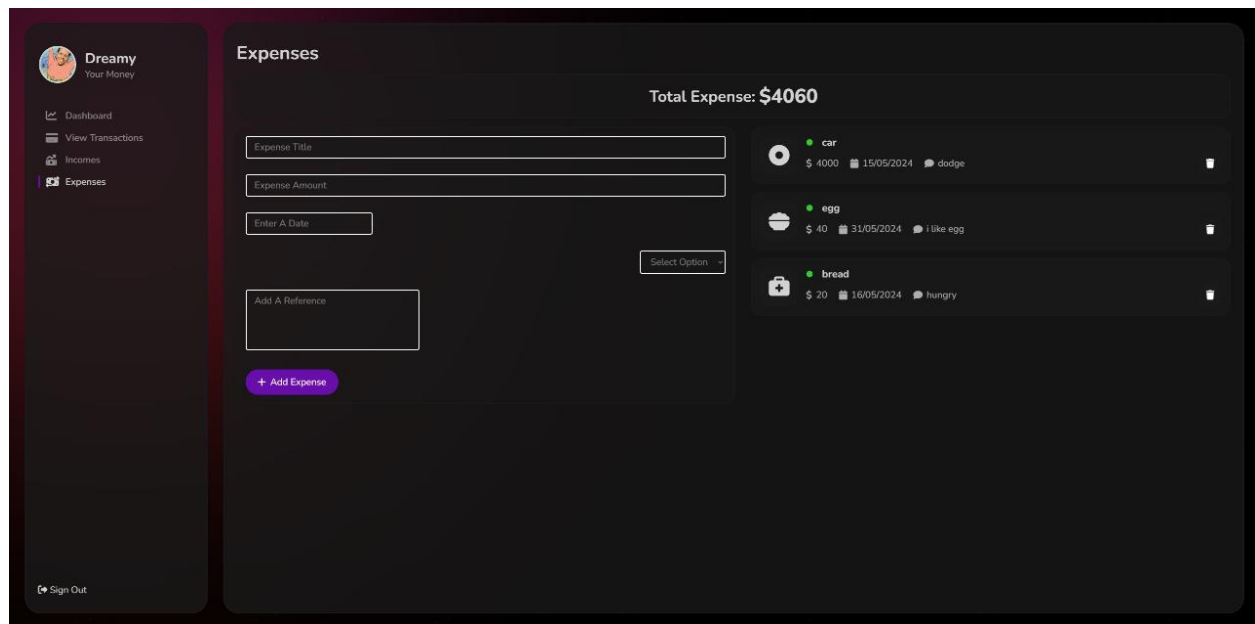 Dreamy
Your Money
Dashboard
View Transactions
Incomes
Expenses
Sign Out
Expenses
Total Expense: $4060
Expense Title
Expense Amount
Enter A Date
Select Option
Add A Reference
+ Add Expense
car
$ 4000 15/05/2024 dodge
egg
$ 40 31/05/2024 i like egg
bread
$ 20 16/05/2024 hungry